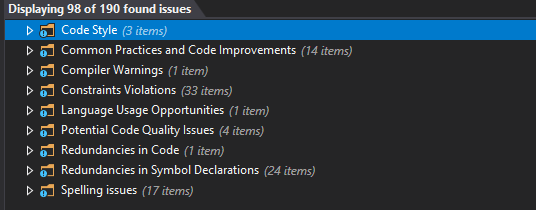 Displaying 98 of 190 found issues
Code Style (3 items)
Common Practices and Code Improvements (14 items)
Compiler Warnings (1 item)
Constraints Violations (33 items)
Language Usage Opportunities (1 item)
Potential Code Quality Issues (4 items)
Redundancies in Code (1 item)
Redundancies in Symbol Declarations (24 items)
Spelling issues (17 items)